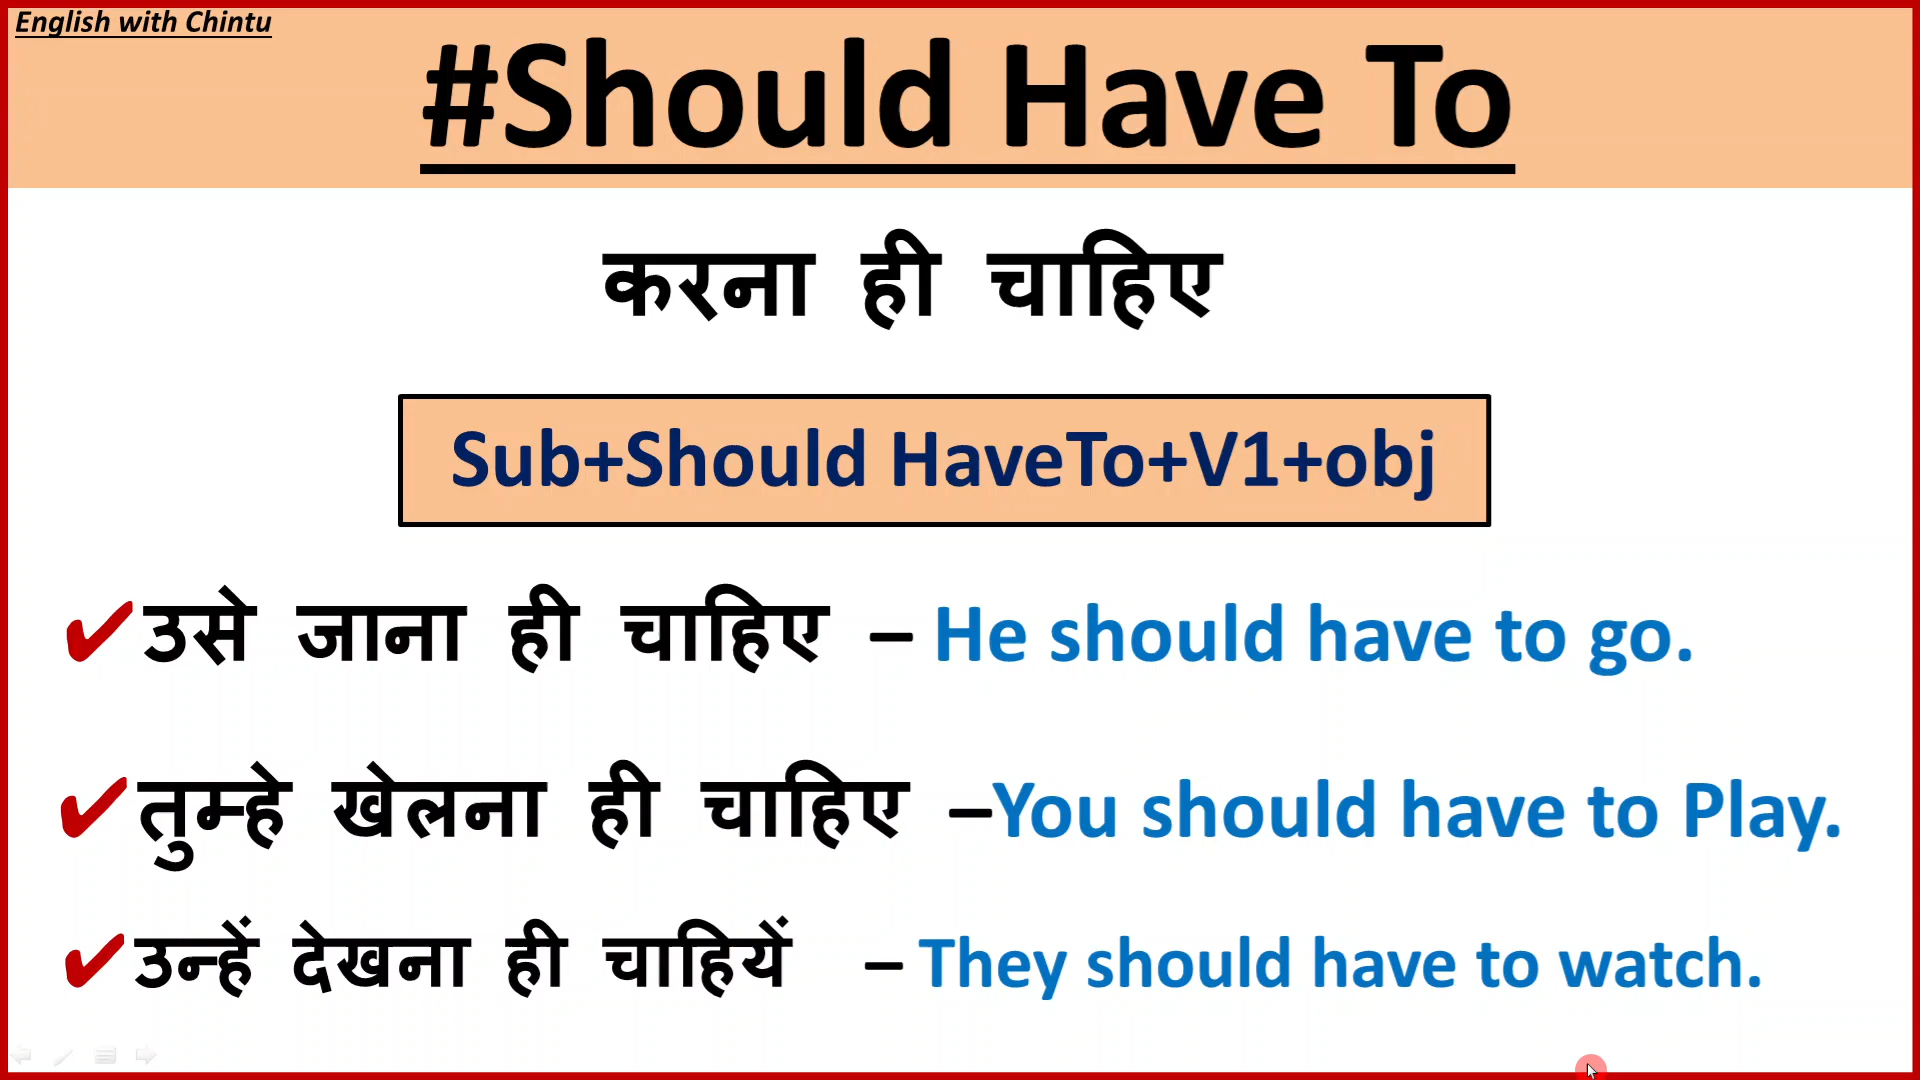 English with Chintu
#Should Have To
करना ही चाहिए
Sub+Should HaveTo+V1+obj
✔उसे जाना ही चाहिए – He should have to go.
✔तुम्हे खेलना ही चाहिए –You should have to Play.
✔उन्हें देखना ही चाहियें – They should have to watch.